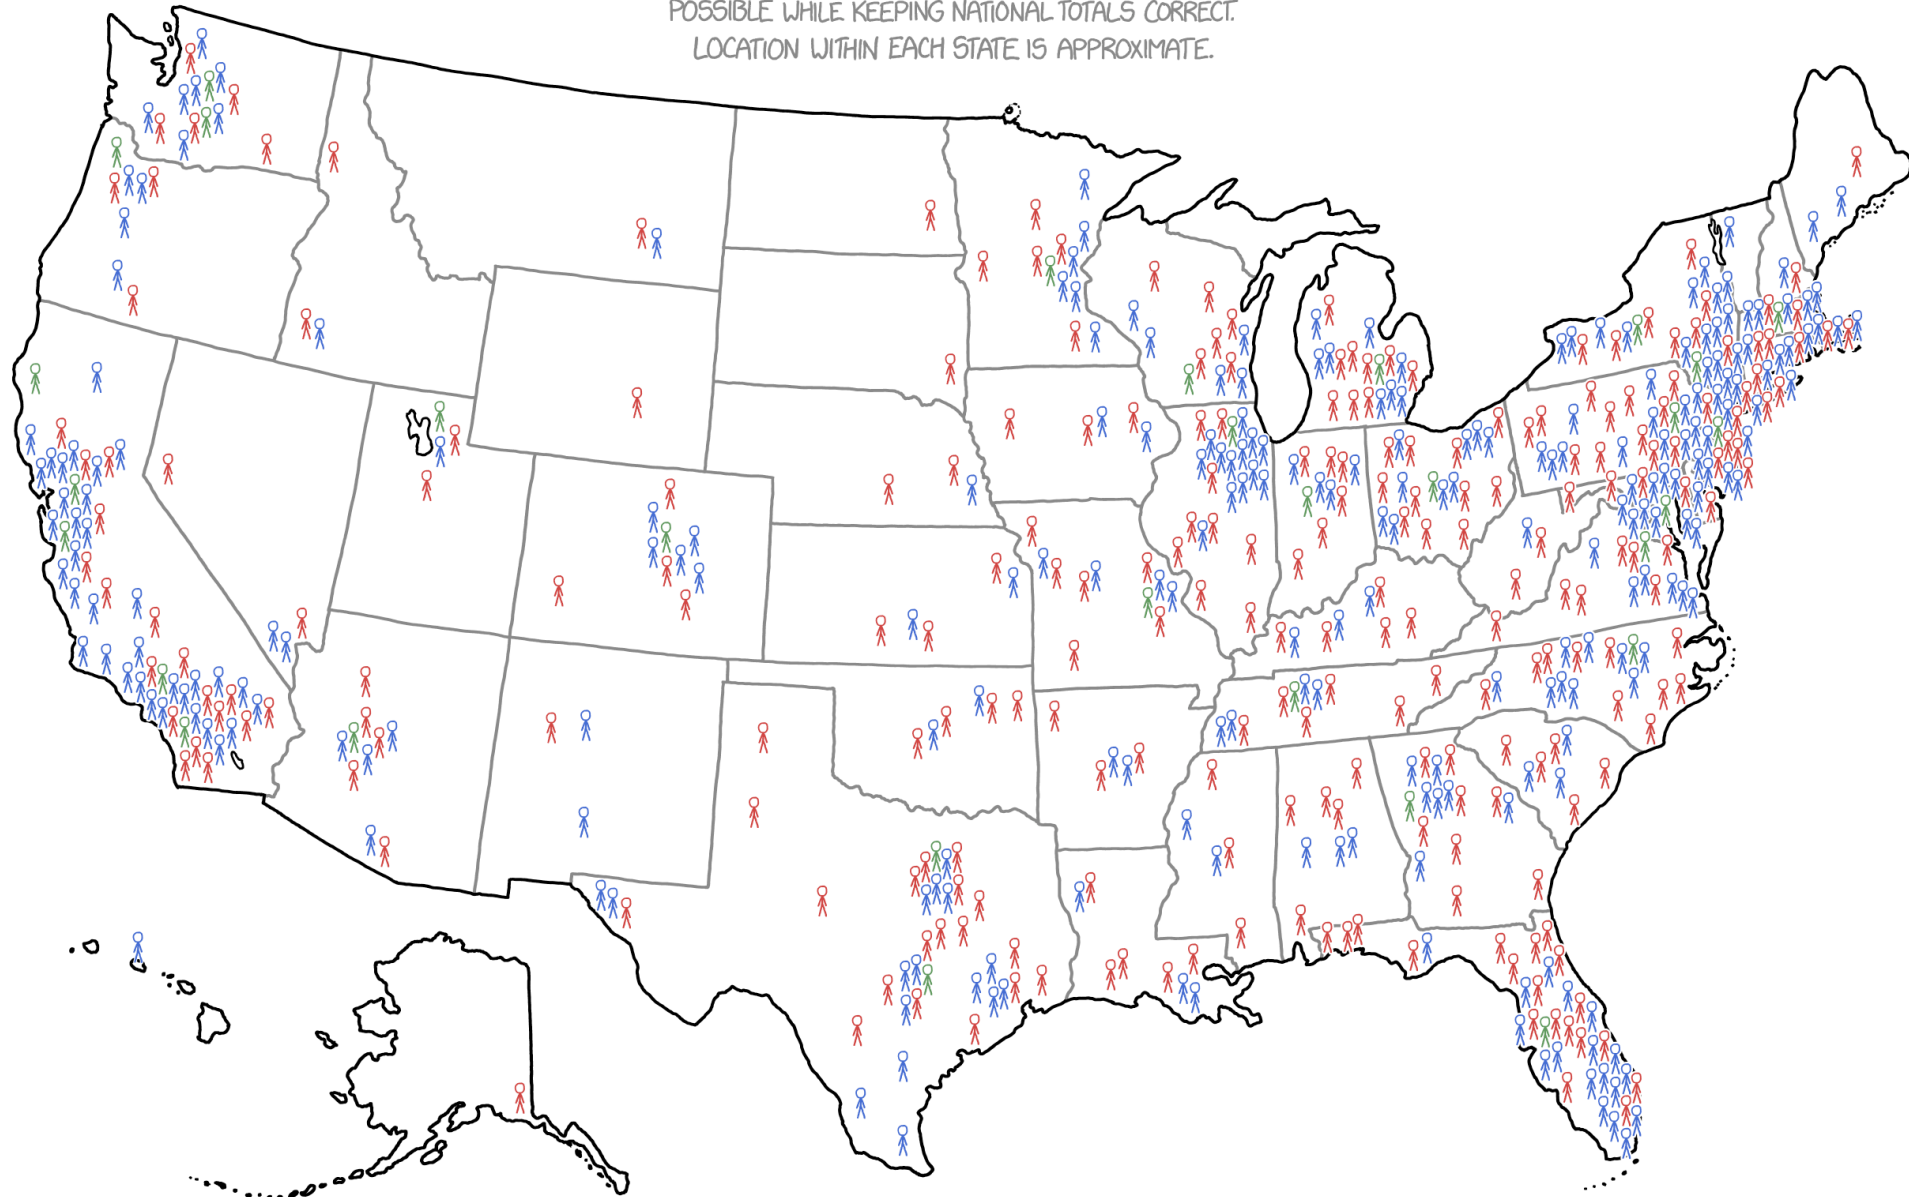 POSSIBLE WHILE KEEPING NATIONAL TOTALS CORRECT.
LOCATION WITHIN EACH STATE IS APPROXIMATE.